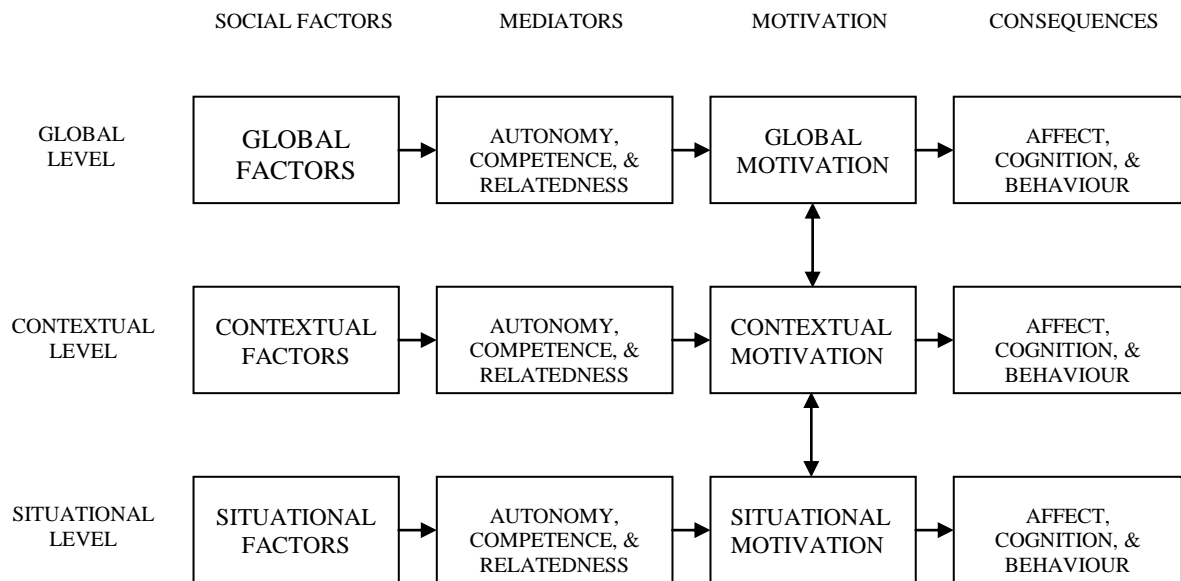 SOCIAL FACTORS
MEDIATORS
MOTIVATION
CONSEQUENCES
GLOBAL
LEVEL
GLOBAL
FACTORS
AUTONOMY,
COMPETENCE, &
RELATEDNESS
GLOBAL
MOTIVATION
AFFECT,
COGNITION, &
BEHAVIOUR
CONTEXTUAL
LEVEL
CONTEXTUAL
FACTORS
AUTONOMY,
COMPETENCE, &
RELATEDNESS
CONTEXTUAL
MOTIVATION
AFFECT,
COGNITION, &
BEHAVIOUR
SITUATIONAL
LEVEL
SITUATIONAL
FACTORS
AUTONOMY,
COMPETENCE, &
RELATEDNESS
SITUATIONAL
MOTIVATION
AFFECT,
COGNITION, &
BEHAVIOUR